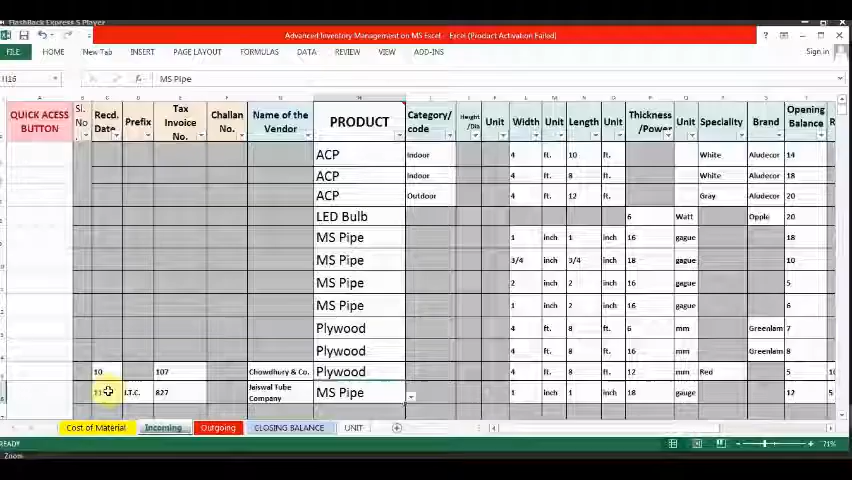 FlashBack Express 5 Player
Advanced Inventory Management on MS Excel - Excel (Product Activation Failed)
FILE HOME New Tab INSERT PAGE LAYOUT FORMULAS DATA REVIEW VIEW ADD-INS Sign in
H16 MS Pipe
QUICK ACESS BUTTON Sl. No Recd. Date Prefix Tax Invoice No. Challan No. Name of the Vendor PRODUCT Category/ code Height /Dia Unit Width Unit Length Unit Thickness /Power Unit Speciality Brand Opening Balance
ACP Indoor 4 ft. 10 ft. White Aludecor 14
ACP Indoor 4 ft. 8 ft. White Aludecor 18
ACP Outdoor 4 ft. 12 ft. Gray Aludecor 20
LED Bulb 6 Watt Opple 20
MS Pipe 1 inch 1 inch 16 gague 18
MS Pipe 3/4 inch 3/4 inch 18 gague 10
MS Pipe 2 inch 1 inch 16 gague 5
MS Pipe 1 inch 2 inch 16 gague 6
Plywood 4 ft. 8 ft. 6 mm Greenlam 7
Plywood 4 ft. 8 ft. 8 mm Greenlam 8
10 107 Chowdhury & Co. Plywood 4 ft. 8 ft. 12 mm Red 5 10
11 J.T.C. 827 Jaiswal Tube Company MS Pipe 1 inch 1 inch 18 gauge 12 5
Cost of Material Incoming Outgoing CLOSING BALANCE UNIT
READY 71%
Zoom